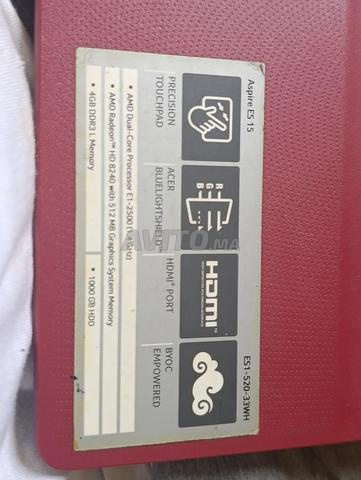 Aspire ES 15
ES1-520-33WH
R
G
B
HDMI
PRECISION
TOUCHPAD
ACER
BLUELIGHTSHIELD™
HDMI® PORT
BYOC
EMPOWERED
• AMD Dual-Core Processor E1-2500 (1.4 GHz)
• AMD Radeon™ HD 8240 with 512 MB Graphics System Memory
• 4GB DDR3 L Memory
• 1000 GB HDD
AVITO.MA